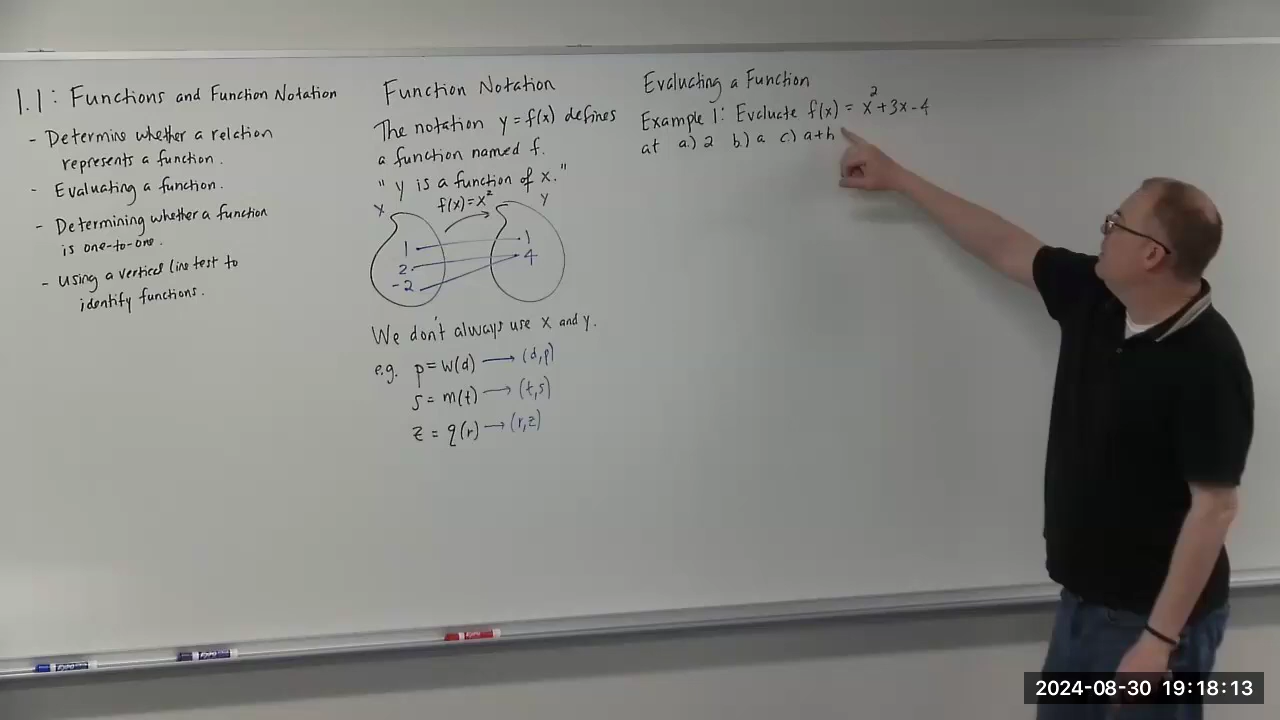 1.1: Functions and Function Notation
- Determine whether a relation
represents a function.
- Evaluating a function.
- Determining whether a function
is one-to-one.
- Using a vertical line test to
identify functions.
Function Notation
The notation y = f(x) defines
a function named f.
" y is a function of x."
f(x) = x²
X Y
1 1
2 4
-2
We don't always use x and y.
e.g. p = w(d) → (d,p)
s = m(t) → (t,s)
z = q(r) → (r,z)
Evaluating a Function
Example 1: Evaluate f(x) = x² + 3x - 4
at a.) 2 b.) a c.) a+h
2024-08-30 19:18:13